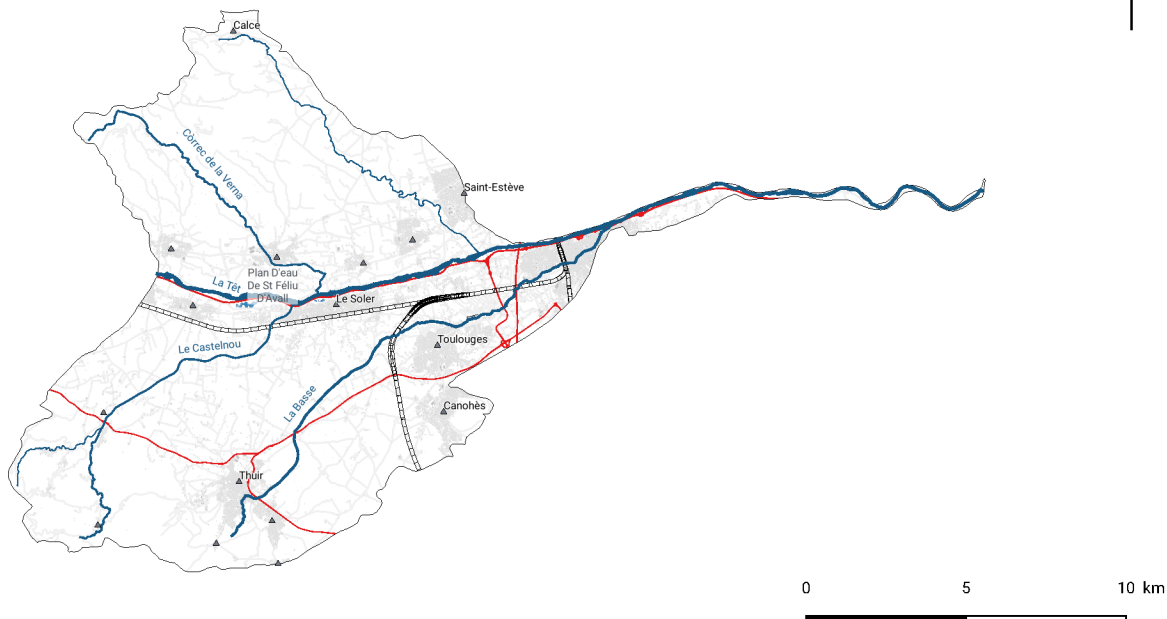 Calce
Còrrec de la Verna
Saint-Estève
Plan D'eau
De St Féliu
D'Avall
La Têt
Le Soler
Le Castelnou
Toulouges
La Basse
Canohès
Thuir
0 5 10 km